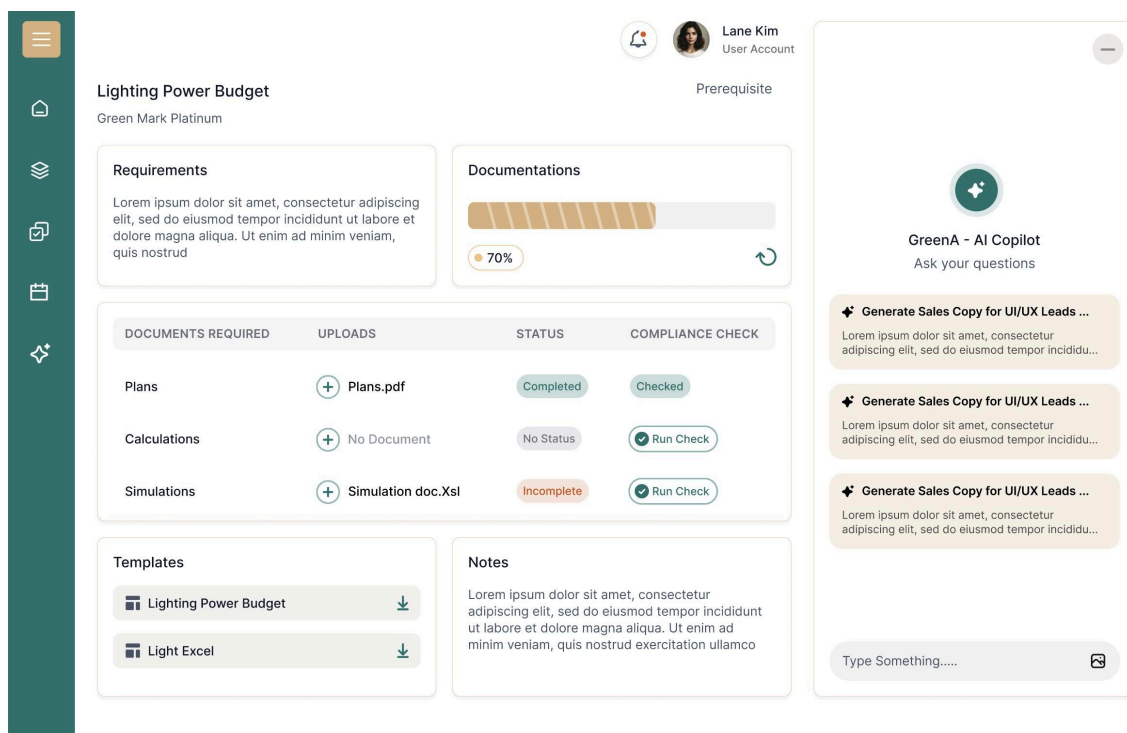 Lane Kim
User Account
Lighting Power Budget
Prerequisite
Green Mark Platinum
Requirements
Lorem ipsum dolor sit amet, consectetur adipiscing
elit, sed do eiusmod tempor incididunt ut labore et
dolore magna aliqua. Ut enim ad minim veniam,
quis nostrud
Documentations
70%
DOCUMENTS REQUIRED UPLOADS STATUS COMPLIANCE CHECK
Plans Plans.pdf Completed Checked
Calculations No Document No Status Run Check
Simulations Simulation doc.Xsl Incomplete Run Check
Templates
Lighting Power Budget
Light Excel
Notes
Lorem ipsum dolor sit amet, consectetur
adipiscing elit, sed do eiusmod tempor incididunt
ut labore et dolore magna aliqua. Ut enim ad
minim veniam, quis nostrud exercitation ullamco
GreenA - AI Copilot
Ask your questions
Generate Sales Copy for UI/UX Leads ...
Lorem ipsum dolor sit amet, consectetur
adipiscing elit, sed do eiusmod tempor incididu...
Generate Sales Copy for UI/UX Leads ...
Lorem ipsum dolor sit amet, consectetur
adipiscing elit, sed do eiusmod tempor incididu...
Generate Sales Copy for UI/UX Leads ...
Lorem ipsum dolor sit amet, consectetur
adipiscing elit, sed do eiusmod tempor incididu...
Type Something.....